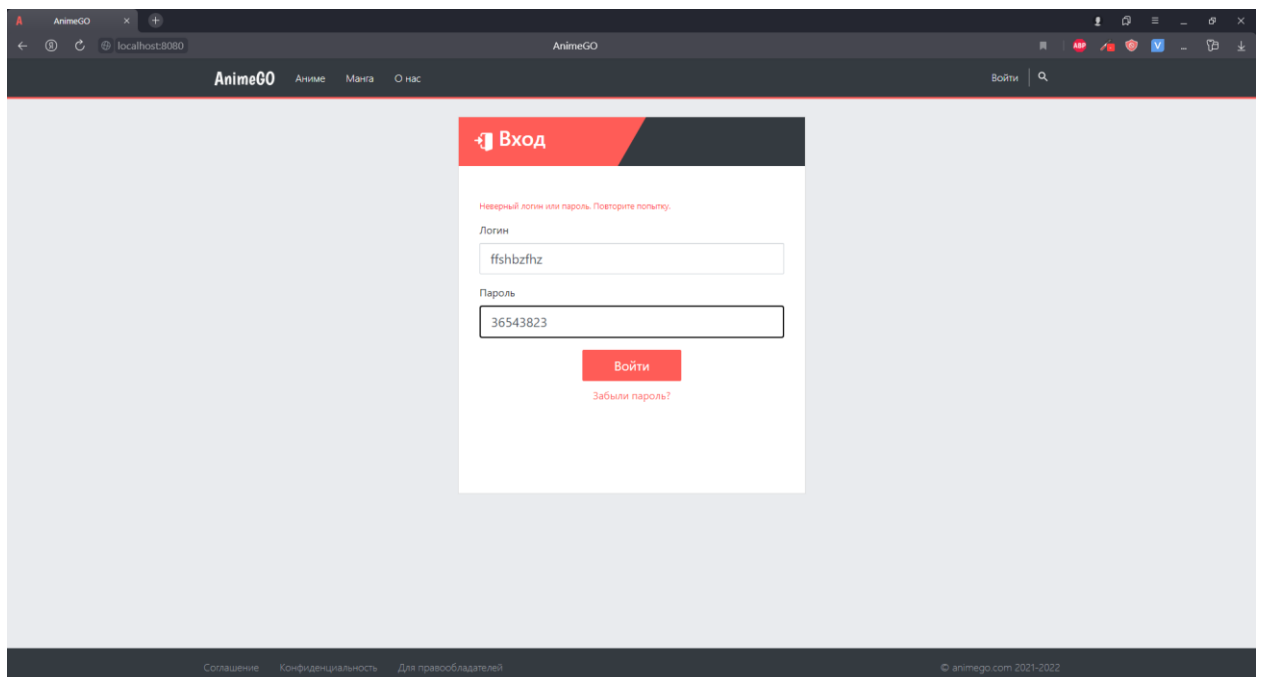 A AnimeGO
localhost:8080 AnimeGO ABP V
AnimeGO Аниме Манга О нас Войти
Вход
Неверный логин или пароль. Повторите попытку.
Логин
ffshbzfhz
Пароль
36543823
Войти
Забыли пароль?
Соглашение Конфиденциальность Для правообладателей © animego.com 2021-2022